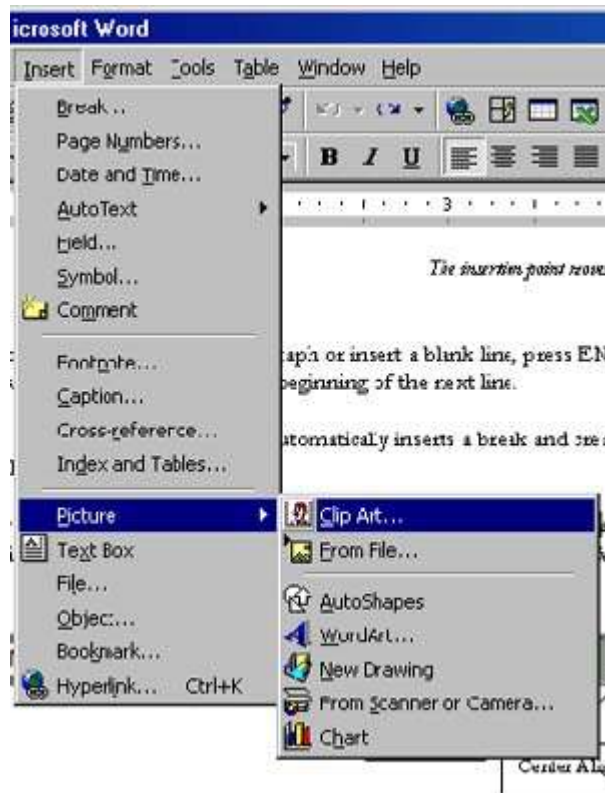 icrosoft Word
Insert Format Tools Table Window Help
Break...
Page Numbers...
B I U
Date and Time...
AutoText
3
Field...
The insertion point
Symbol...
Comment
Footnote...
aph or insert a blank line, press EN
Caption...
beginning of the next line.
Cross-reference...
utomatically inserts a break and
Index and Tables...
Picture
Clip Art...
Text Box
From File...
File...
AutoShapes
Object...
WordArt...
Bookmark...
New Drawing
Hyperlink... Ctrl+K
From Scanner or Camera...
Chart
Center